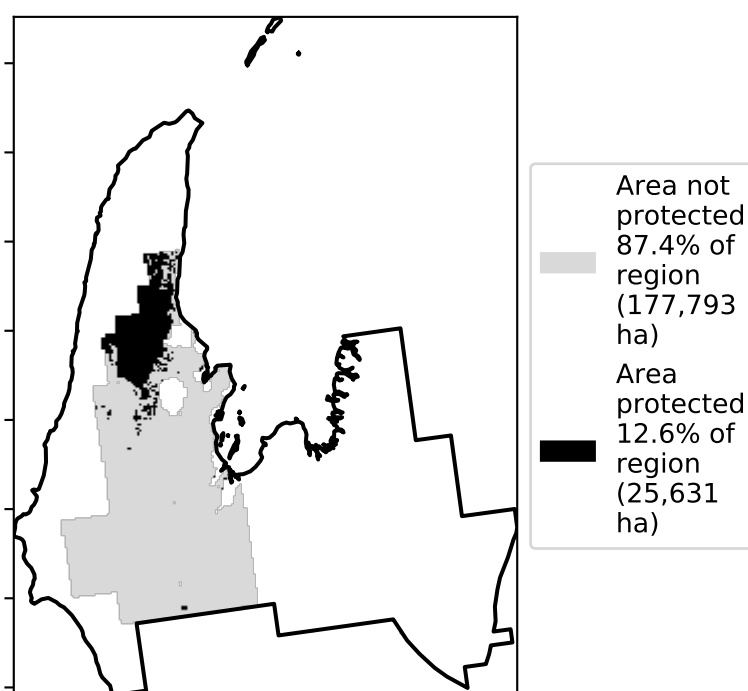 Area not
protected
87.4% of
region
(177,793
ha)
Area
protected
12.6% of
region
(25,631
ha)